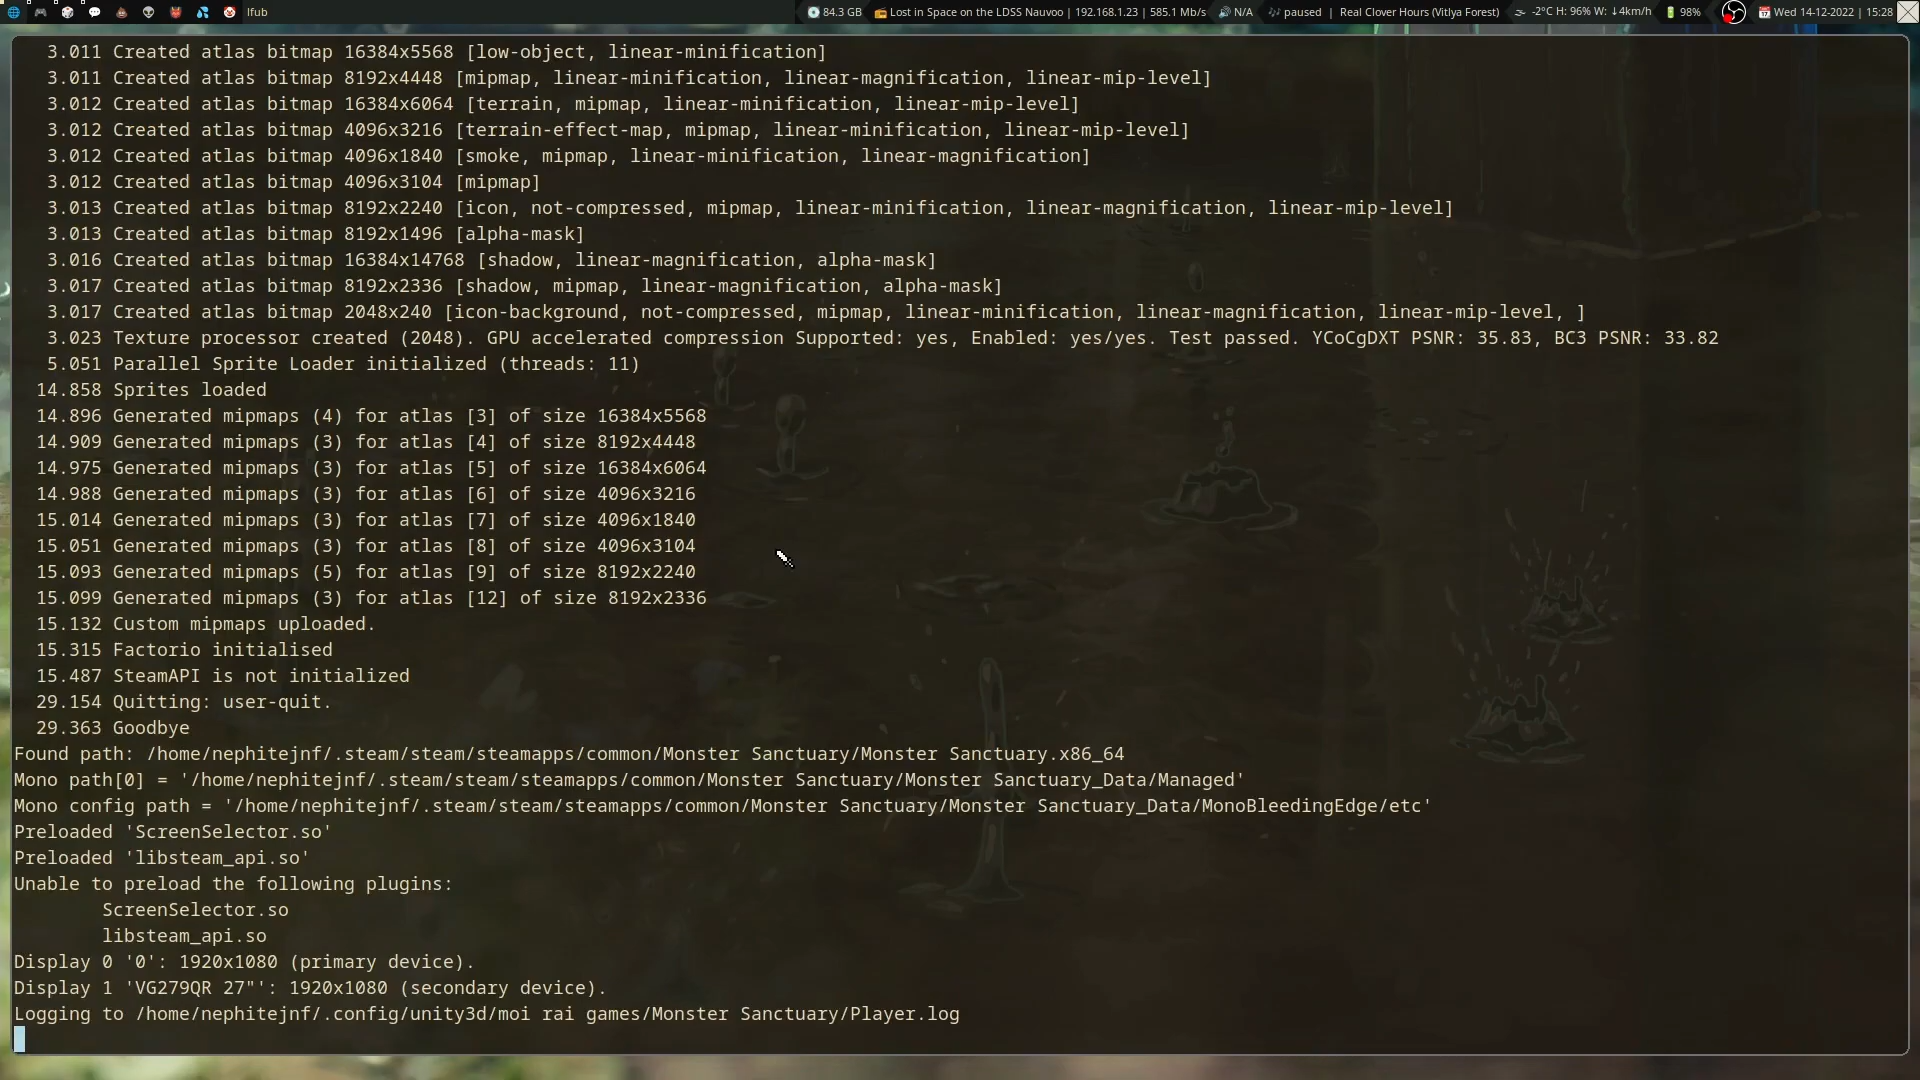 lfub 84.3 GB Lost in Space on the LDSS Nauvoo | 192.168.1.23 | 585.1 Mb/s N/A paused | Real Clover Hours (Vitlya Forest) -2°C H: 96% W: ↓4km/h 98% Wed 14-12-2022 | 15:28
3.011 Created atlas bitmap 16384x5568 [low-object, linear-minification]
3.011 Created atlas bitmap 8192x4448 [mipmap, linear-minification, linear-magnification, linear-mip-level]
3.012 Created atlas bitmap 16384x6064 [terrain, mipmap, linear-minification, linear-mip-level]
3.012 Created atlas bitmap 4096x3216 [terrain-effect-map, mipmap, linear-minification, linear-mip-level]
3.012 Created atlas bitmap 4096x1840 [smoke, mipmap, linear-minification, linear-magnification]
3.012 Created atlas bitmap 4096x3104 [mipmap]
3.013 Created atlas bitmap 8192x2240 [icon, not-compressed, mipmap, linear-minification, linear-magnification, linear-mip-level]
3.013 Created atlas bitmap 8192x1496 [alpha-mask]
3.016 Created atlas bitmap 16384x14768 [shadow, linear-magnification, alpha-mask]
3.017 Created atlas bitmap 8192x2336 [shadow, mipmap, linear-magnification, alpha-mask]
3.017 Created atlas bitmap 2048x240 [icon-background, not-compressed, mipmap, linear-minification, linear-magnification, linear-mip-level, ]
3.023 Texture processor created (2048). GPU accelerated compression Supported: yes, Enabled: yes/yes. Test passed. YCoCgDXT PSNR: 35.83, BC3 PSNR: 33.82
5.051 Parallel Sprite Loader initialized (threads: 11)
14.858 Sprites loaded
14.896 Generated mipmaps (4) for atlas [3] of size 16384x5568
14.909 Generated mipmaps (3) for atlas [4] of size 8192x4448
14.975 Generated mipmaps (3) for atlas [5] of size 16384x6064
14.988 Generated mipmaps (3) for atlas [6] of size 4096x3216
15.014 Generated mipmaps (3) for atlas [7] of size 4096x1840
15.051 Generated mipmaps (3) for atlas [8] of size 4096x3104
15.093 Generated mipmaps (5) for atlas [9] of size 8192x2240
15.099 Generated mipmaps (3) for atlas [12] of size 8192x2336
15.132 Custom mipmaps uploaded.
15.315 Factorio initialised
15.487 SteamAPI is not initialized
29.154 Quitting: user-quit.
29.363 Goodbye
Found path: /home/nephitejnf/.steam/steam/steamapps/common/Monster Sanctuary/Monster Sanctuary.x86_64
Mono path[0] = '/home/nephitejnf/.steam/steam/steamapps/common/Monster Sanctuary/Monster Sanctuary_Data/Managed'
Mono config path = '/home/nephitejnf/.steam/steam/steamapps/common/Monster Sanctuary/Monster Sanctuary_Data/MonoBleedingEdge/etc'
Preloaded 'ScreenSelector.so'
Preloaded 'libsteam_api.so'
Unable to preload the following plugins:
ScreenSelector.so
libsteam_api.so
Display 0 '0': 1920x1080 (primary device).
Display 1 'VG279QR 27"': 1920x1080 (secondary device).
Logging to /home/nephitejnf/.config/unity3d/moi rai games/Monster Sanctuary/Player.log